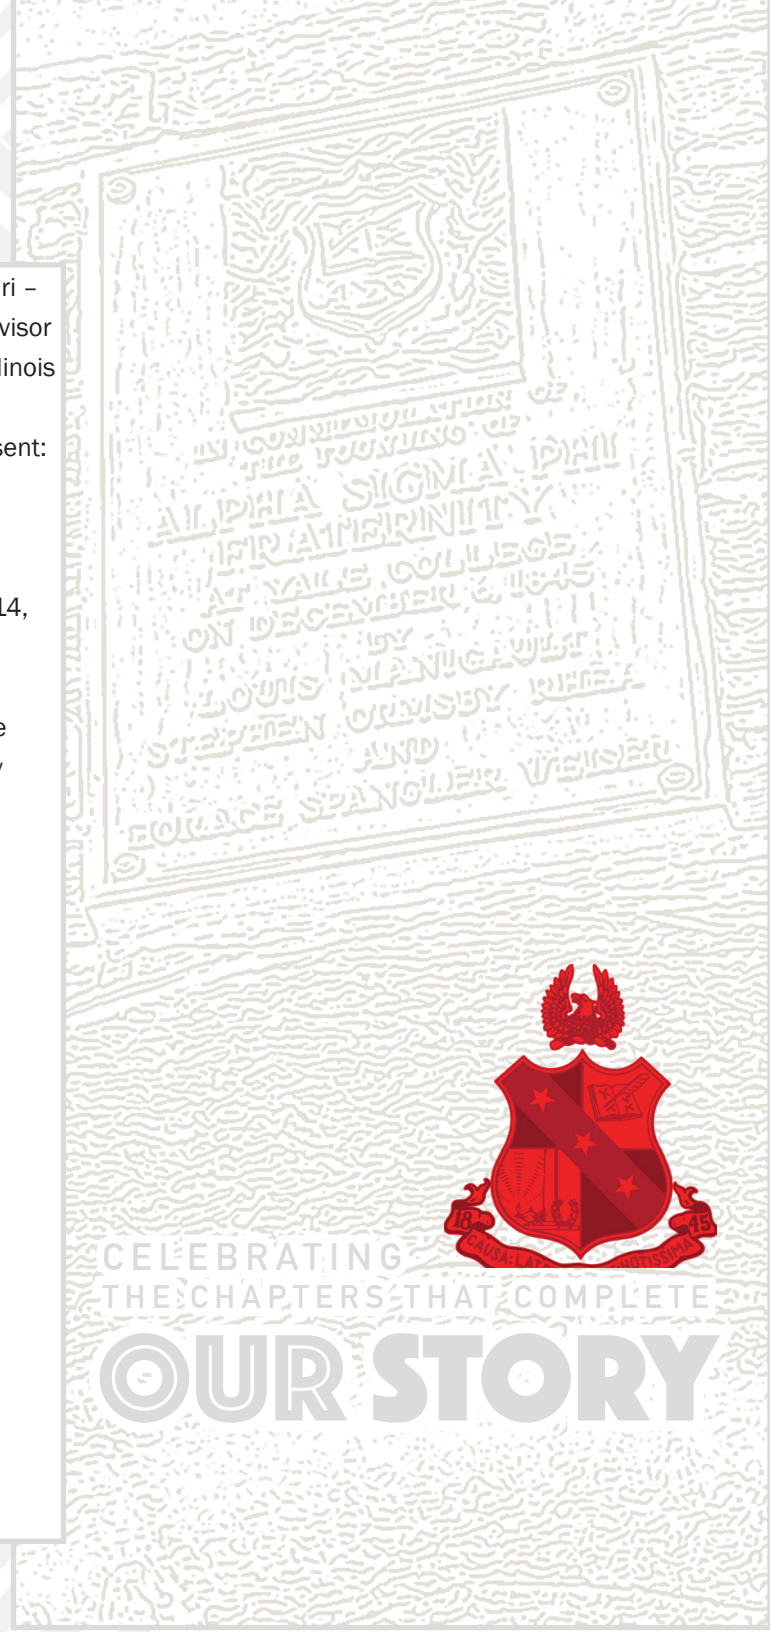 ri –
visor
linois
sent:
14,
e
y
IN COMMEMORATION OF
THE FOUNDING OF
ALPHA SIGMA PHI
FRATERNITY
AT YALE COLLEGE
ON DECEMBER 6, 1845
BY
LOUIS MANIGAULT
STEPHEN ORMSBY RHEA
AND
HORACE SPANGLER WEISER
18
45
CAUSA: LAT NOTISSIMA
CELEBRATING
THE CHAPTERS THAT COMPLETE
OUR STORY